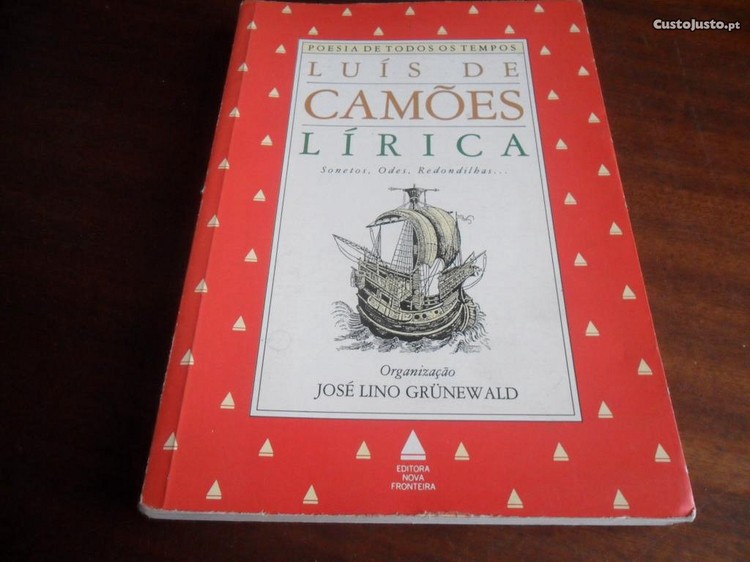 CustoJusto.pt
POESIA DE TODOS OS TEMPOS
LUÍS DE
CAMÕES
LÍRICA
Sonetos, Odes, Redondilhas...
Organização
JOSÉ LINO GRÜNEWALD
EDITORA
NOVA
FRONTEIRA